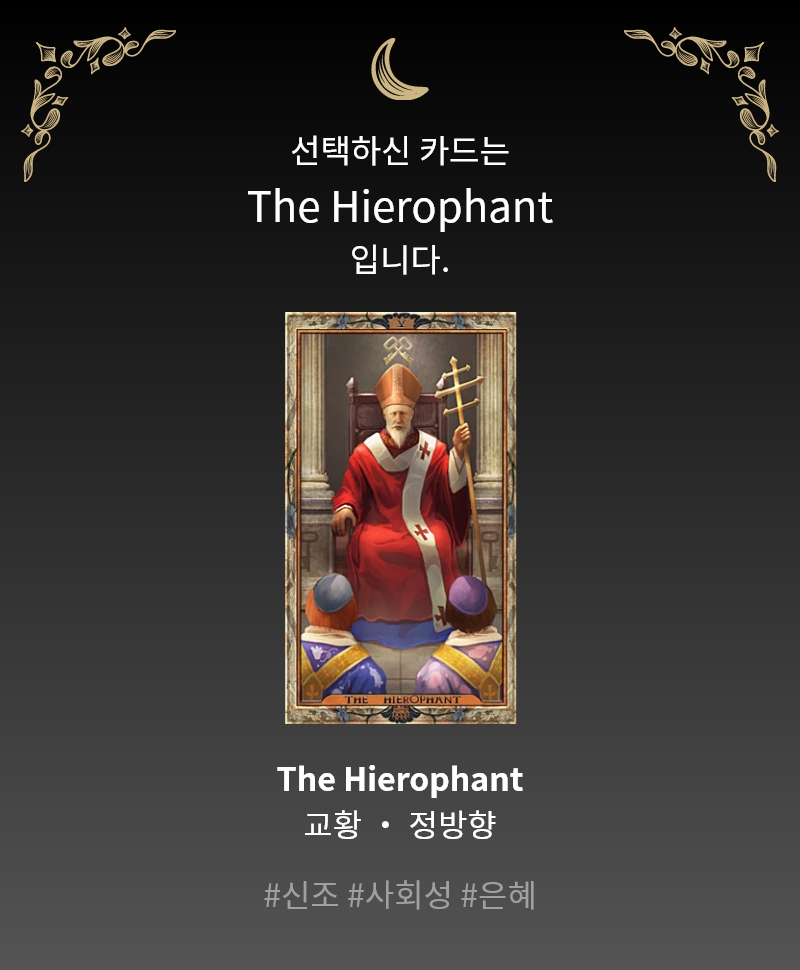 선택하신 카드는
The Hierophant
입니다.
THE HIEROPHANT
The Hierophant
교황 • 정방향
#신조 #사회성 #은혜